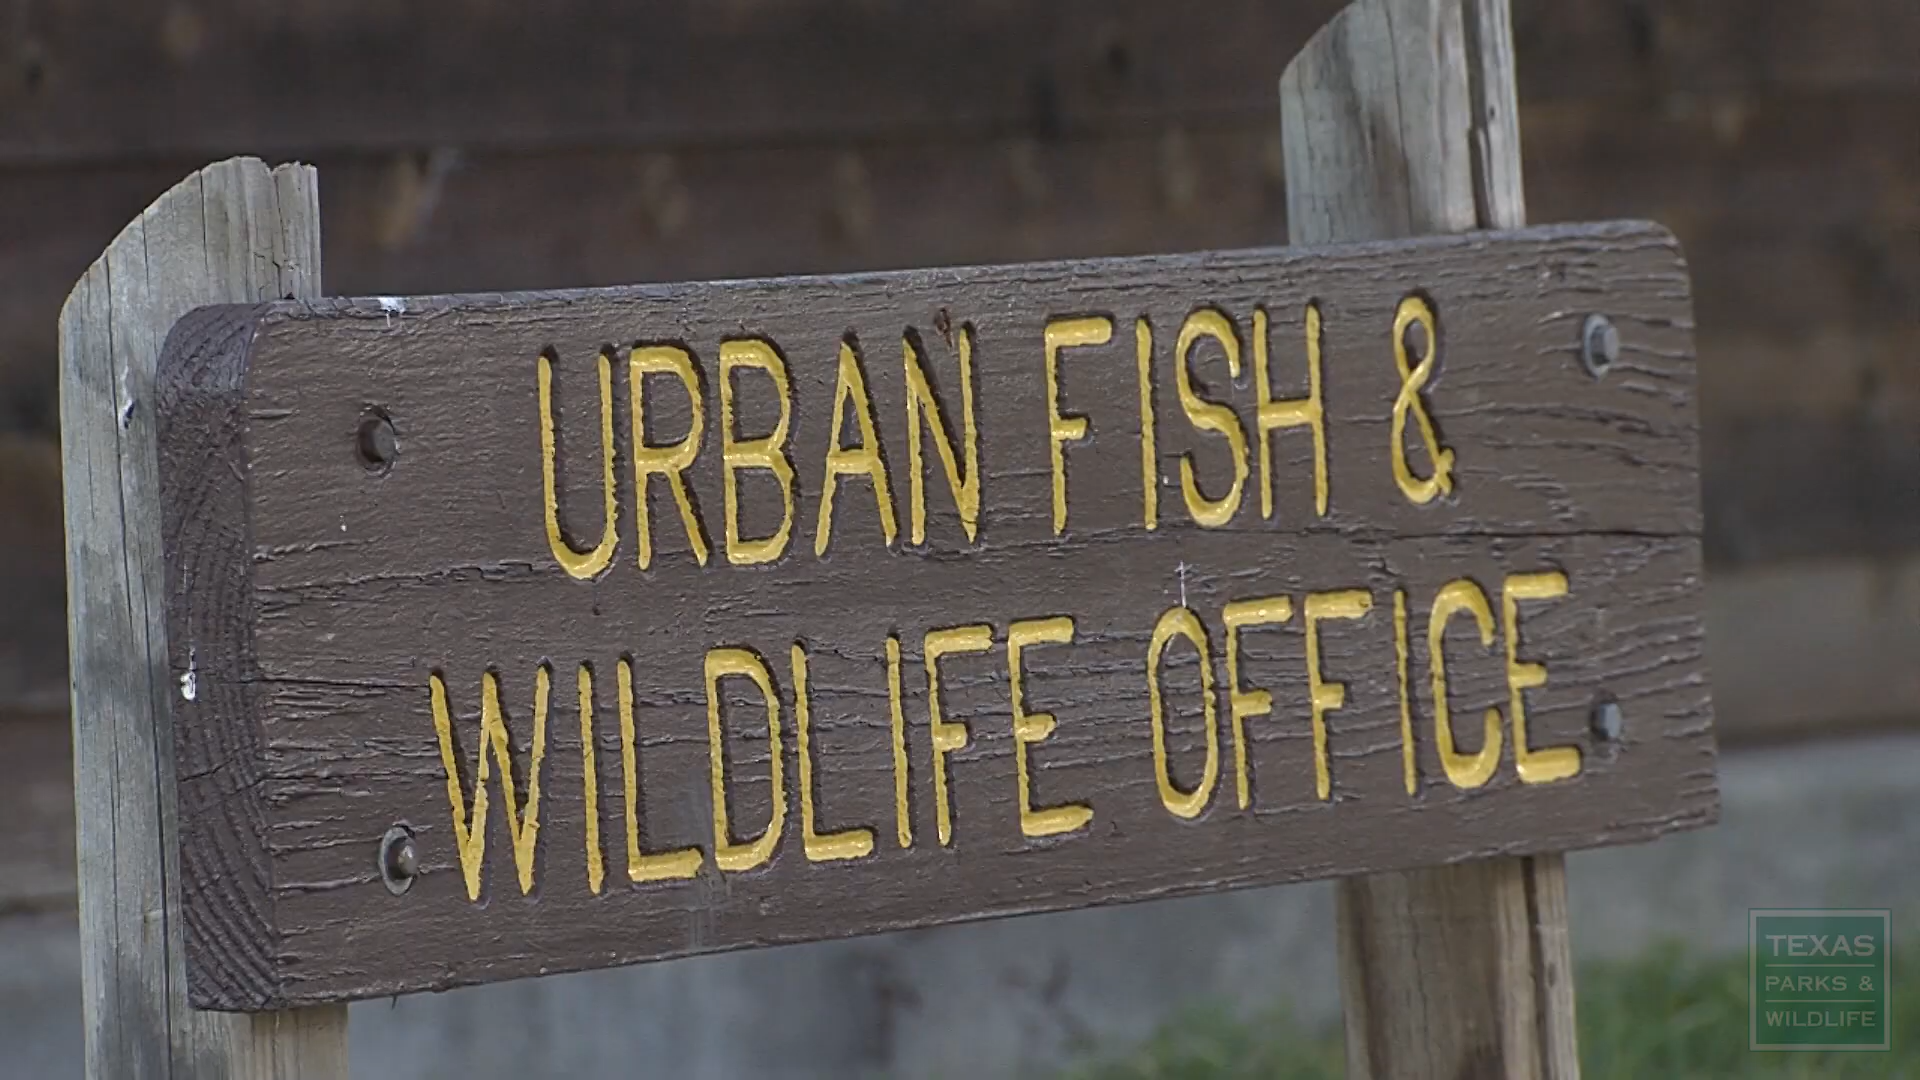 URBAN FISH &
WILDLIFE OFFICE
TEXAS
PARKS &
WILDLIFE